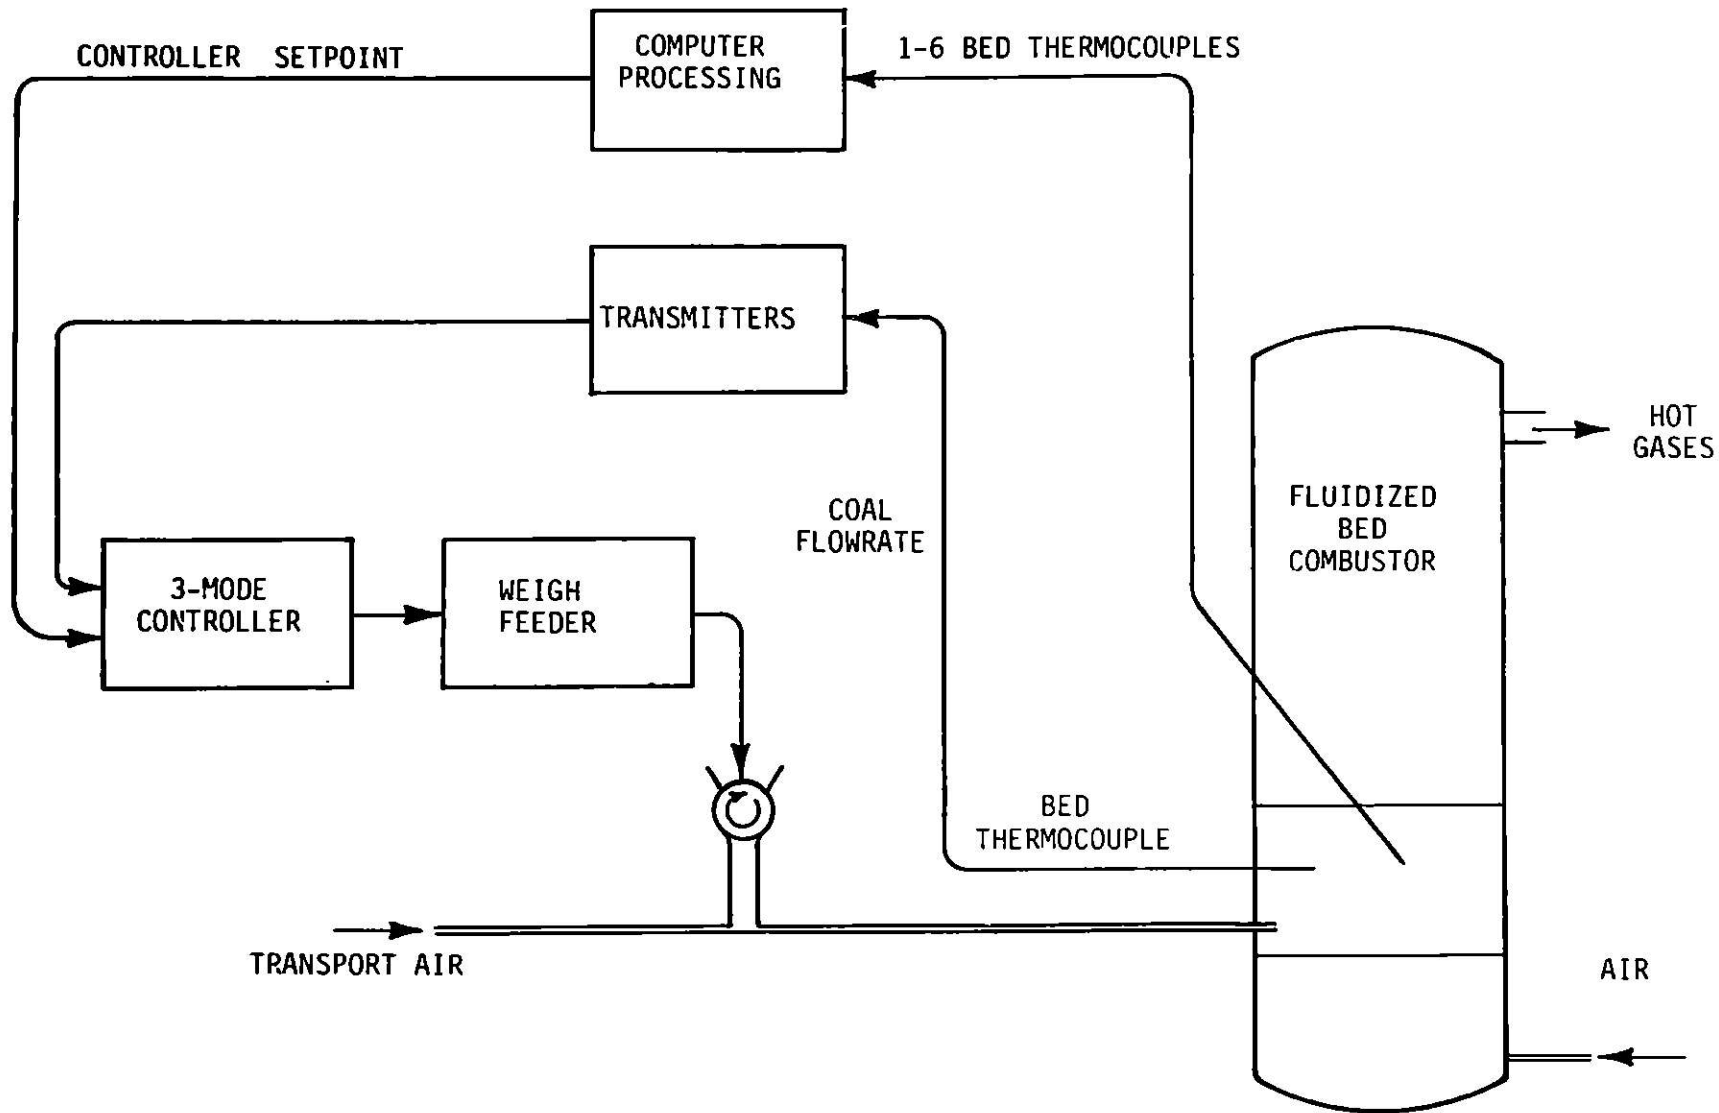 CONTROLLER SETPOINT
COMPUTER
PROCESSING
1-6 BED THERMOCOUPLES
TRANSMITTERS
HOT
GASES
FLUIDIZED
BED
COMBUSTOR
COAL
FLOWRATE
3-MODE
CONTROLLER
WEIGH
FEEDER
BED
THERMOCOUPLE
TRANSPORT AIR
AIR